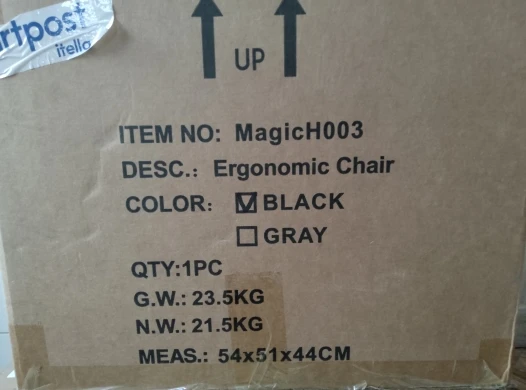 itella
UP
ITEM NO: MagicH003
DESC.: Ergonomic Chair
COLOR: ☑ BLACK
☐ GRAY
QTY:1PC
G.W.: 23.5KG
N.W.: 21.5KG
MEAS.: 54x51x44CM